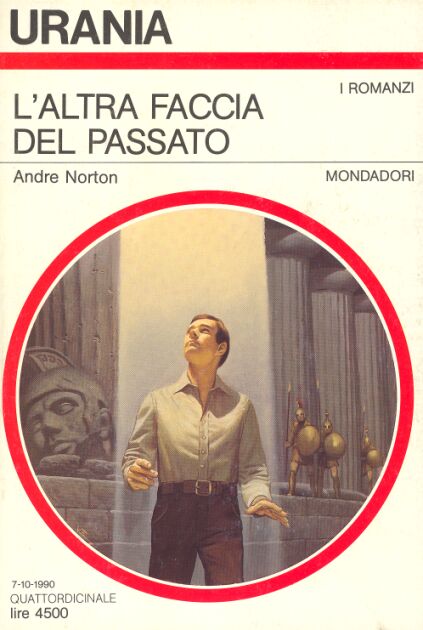 URANIA
L'ALTRA FACCIA
DEL PASSATO
I ROMANZI
Andre Norton
MONDADORI
7-10-1990
QUATTORDICINALE
lire 4500